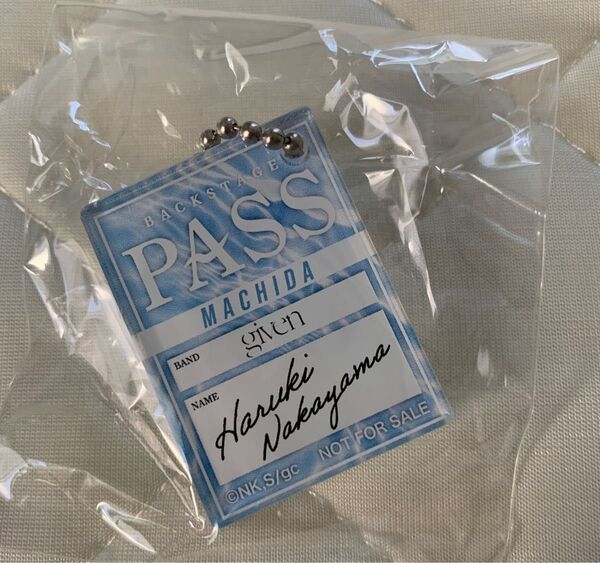 BACKSTAGE
PASS
MACHIDA
BAND given
NAME Haruki
Nakayama
NOT FOR SALE
©NK,S/gc